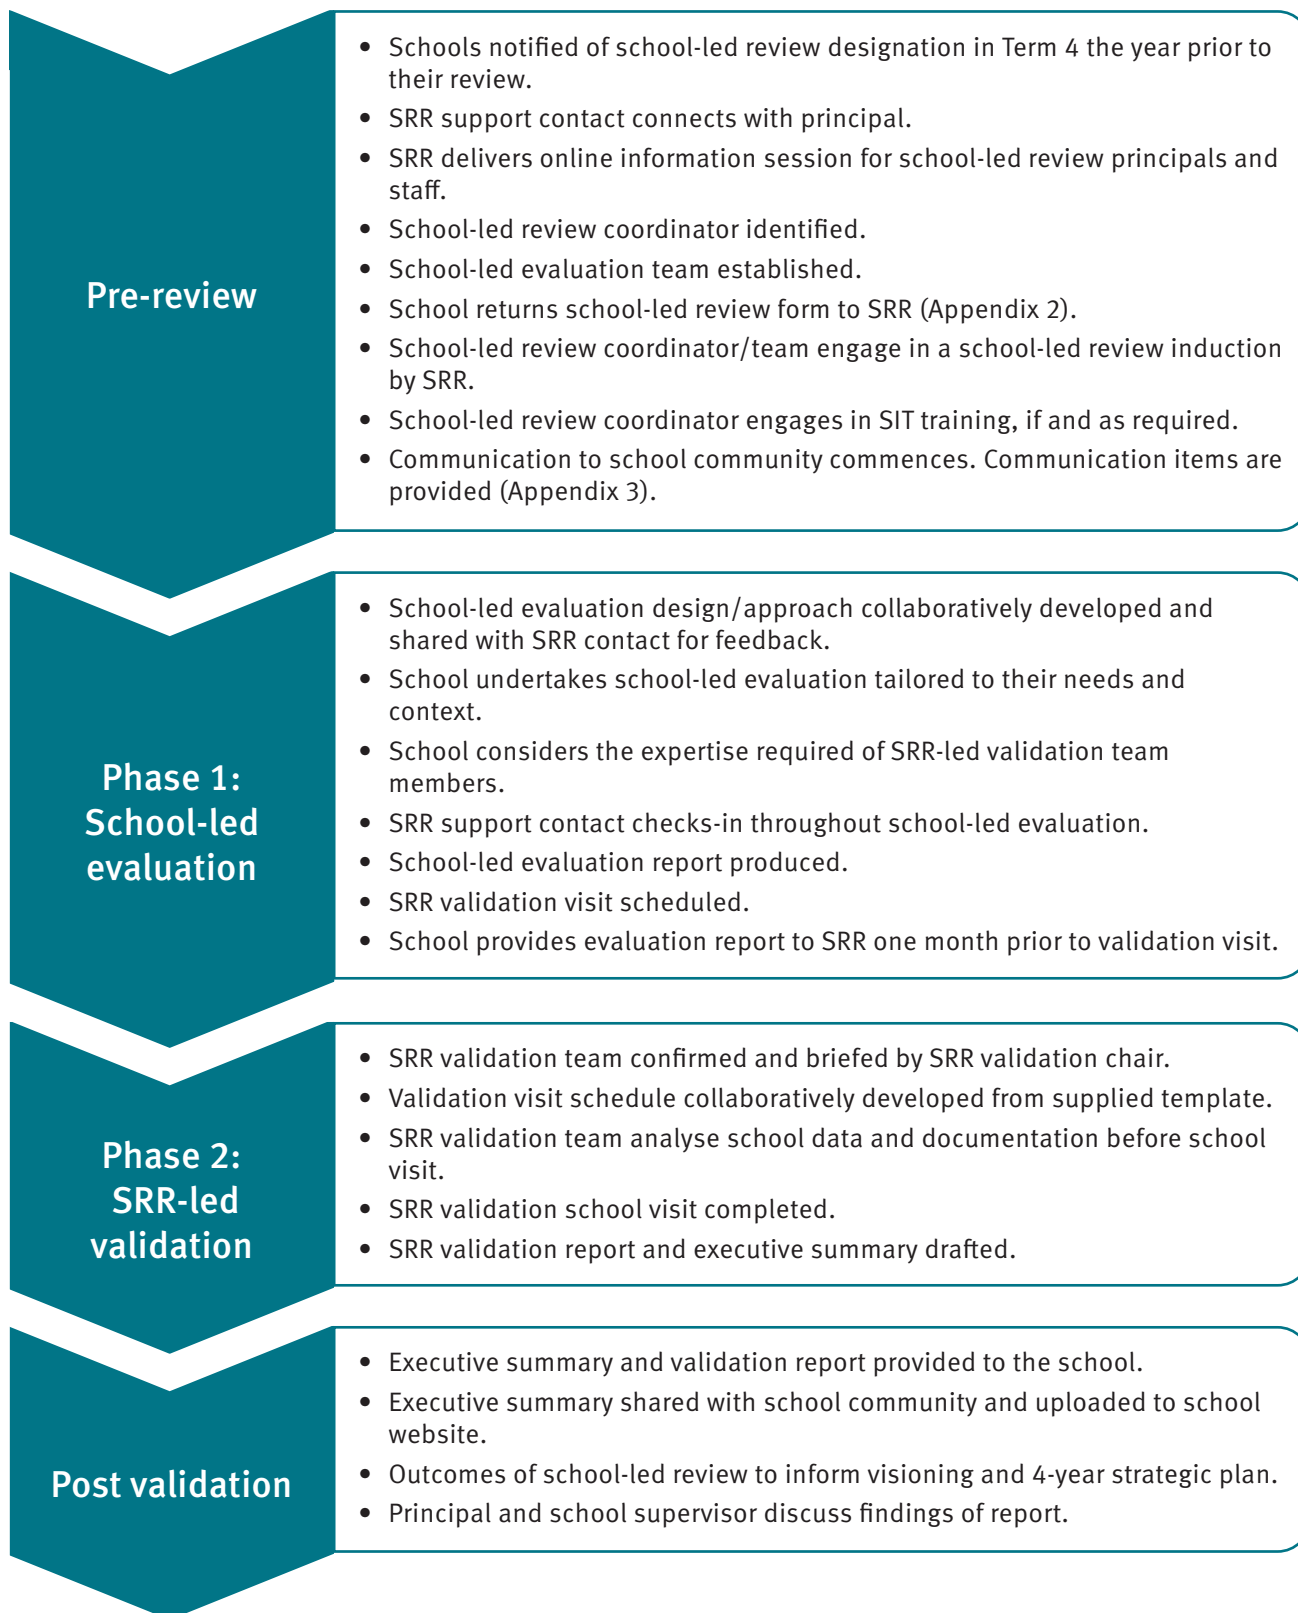 Pre-review
• Schools notified of school-led review designation in Term 4 the year prior to
their review.
• SRR support contact connects with principal.
• SRR delivers online information session for school-led review principals and
staff.
• School-led review coordinator identified.
• School-led evaluation team established.
• School returns school-led review form to SRR (Appendix 2).
• School-led review coordinator/team engage in a school-led review induction
by SRR.
• School-led review coordinator engages in SIT training, if and as required.
• Communication to school community commences. Communication items are
provided (Appendix 3).
Phase 1:
School-led
evaluation
• School-led evaluation design/approach collaboratively developed and
shared with SRR contact for feedback.
• School undertakes school-led evaluation tailored to their needs and
context.
• School considers the expertise required of SRR-led validation team
members.
• SRR support contact checks-in throughout school-led evaluation.
• School-led evaluation report produced.
• SRR validation visit scheduled.
• School provides evaluation report to SRR one month prior to validation visit.
Phase 2:
SRR-led
validation
• SRR validation team confirmed and briefed by SRR validation chair.
• Validation visit schedule collaboratively developed from supplied template.
• SRR validation team analyse school data and documentation before school
visit.
• SRR validation school visit completed.
• SRR validation report and executive summary drafted.
Post validation
• Executive summary and validation report provided to the school.
• Executive summary shared with school community and uploaded to school
website.
• Outcomes of school-led review to inform visioning and 4-year strategic plan.
• Principal and school supervisor discuss findings of report.